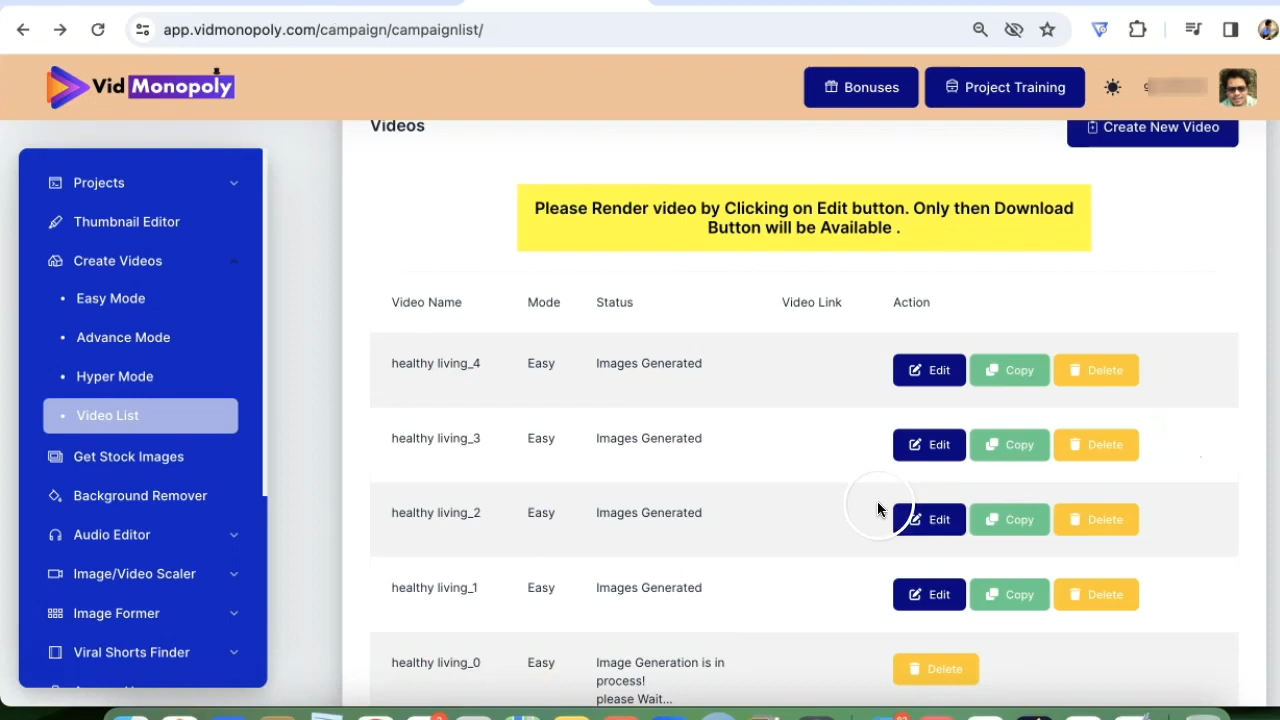 app.vidmonopoly.com/campaign/campaignlist/
Vid Monopoly
Bonuses
Project Training
Projects
Thumbnail Editor
Create Videos
Easy Mode
Advance Mode
Hyper Mode
Video List
Get Stock Images
Background Remover
Audio Editor
Image/Video Scaler
Image Former
Viral Shorts Finder
Videos
Create New Video
Please Render video by Clicking on Edit button. Only then Download
Button will be Available .
Video Name Mode Status Video Link Action
healthy living_4 Easy Images Generated Edit Copy Delete
healthy living_3 Easy Images Generated Edit Copy Delete
healthy living_2 Easy Images Generated Edit Copy Delete
healthy living_1 Easy Images Generated Edit Copy Delete
healthy living_0 Easy Image Generation is in Delete
process!
please Wait...